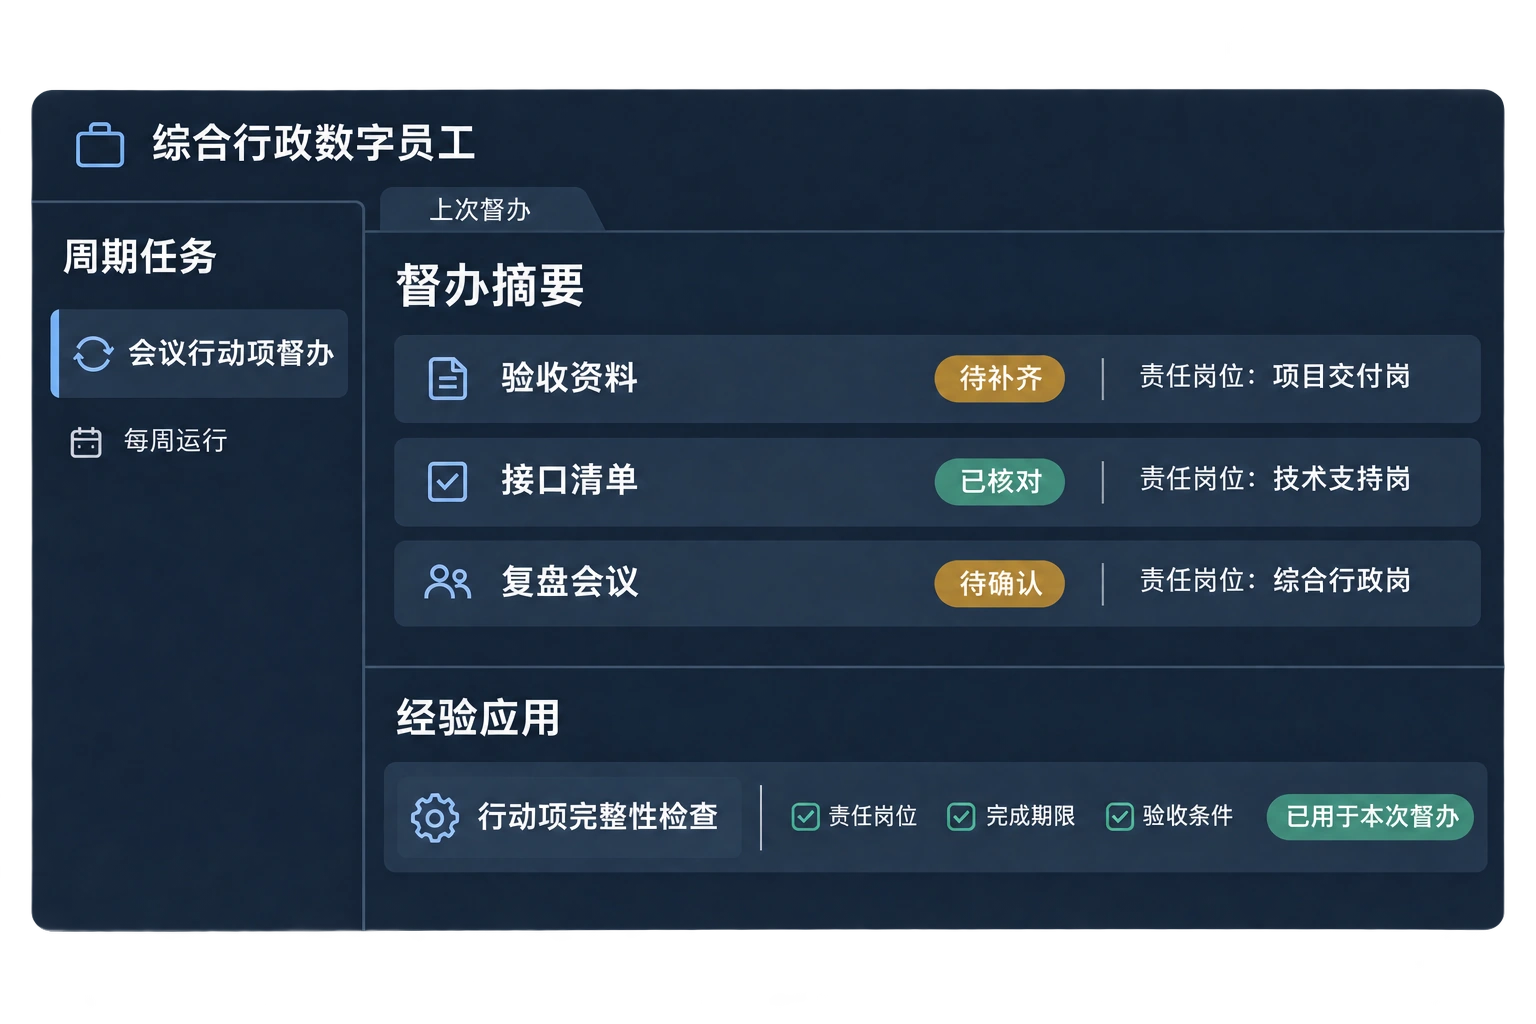 综合行政数字员工
周期任务
会议行动项督办
每周运行
上次督办
督办摘要
验收资料 待补齐 责任岗位：项目交付岗
接口清单 已核对 责任岗位：技术支持岗
复盘会议 待确认 责任岗位：综合行政岗
经验应用
行动项完整性检查 责任岗位 完成期限 验收条件 已用于本次督办